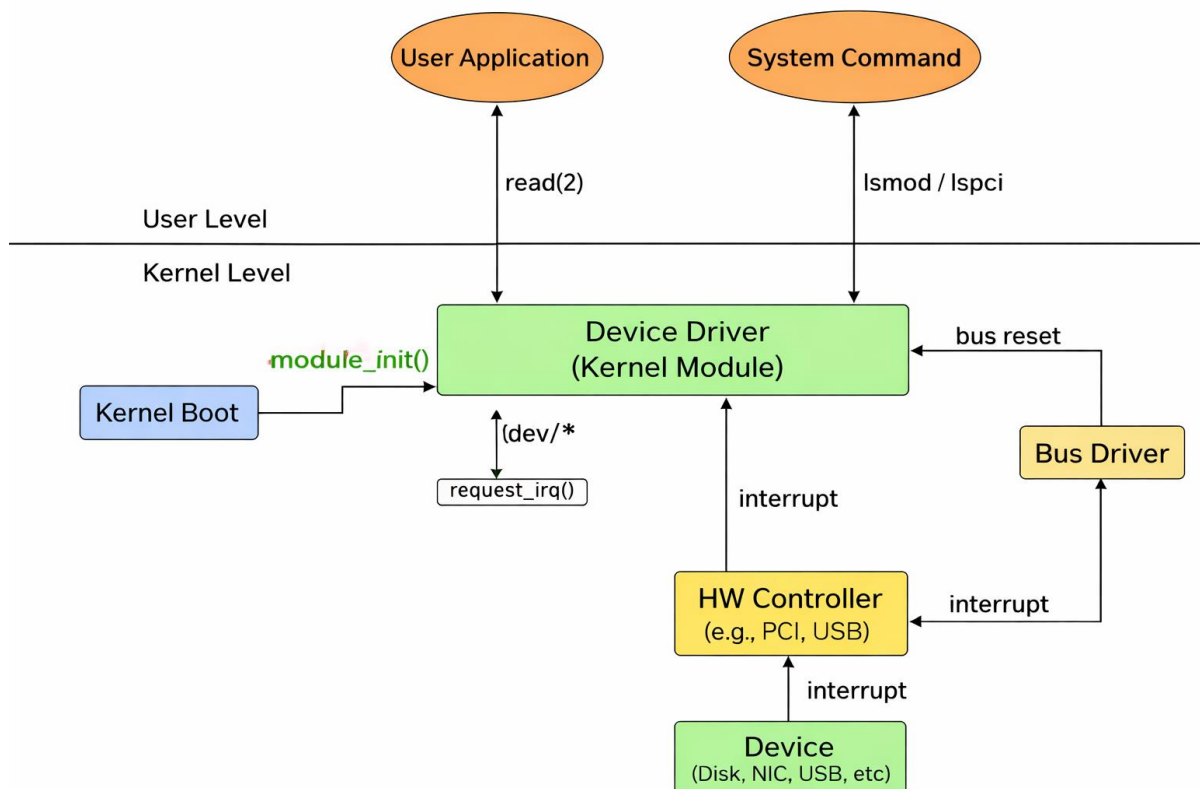 User Application
System Command
read(2)
lsmod / lspci
User Level
Kernel Level
Device Driver
(Kernel Module)
bus reset
module_init()
Kernel Boot
(dev/*
Bus Driver
request_irq()
interrupt
HW Controller
(e.g., PCI, USB)
interrupt
interrupt
Device
(Disk, NIC, USB, etc)